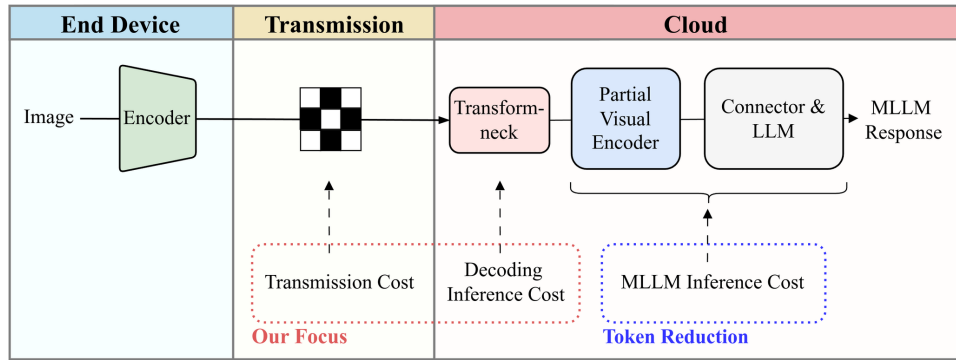 End Device
Transmission
Cloud
Image
Encoder
Transform-
neck
Partial
Visual
Encoder
Connector &
LLM
MLLM
Response
Transmission Cost
Decoding
Inference Cost
MLLM Inference Cost
Our Focus
Token Reduction